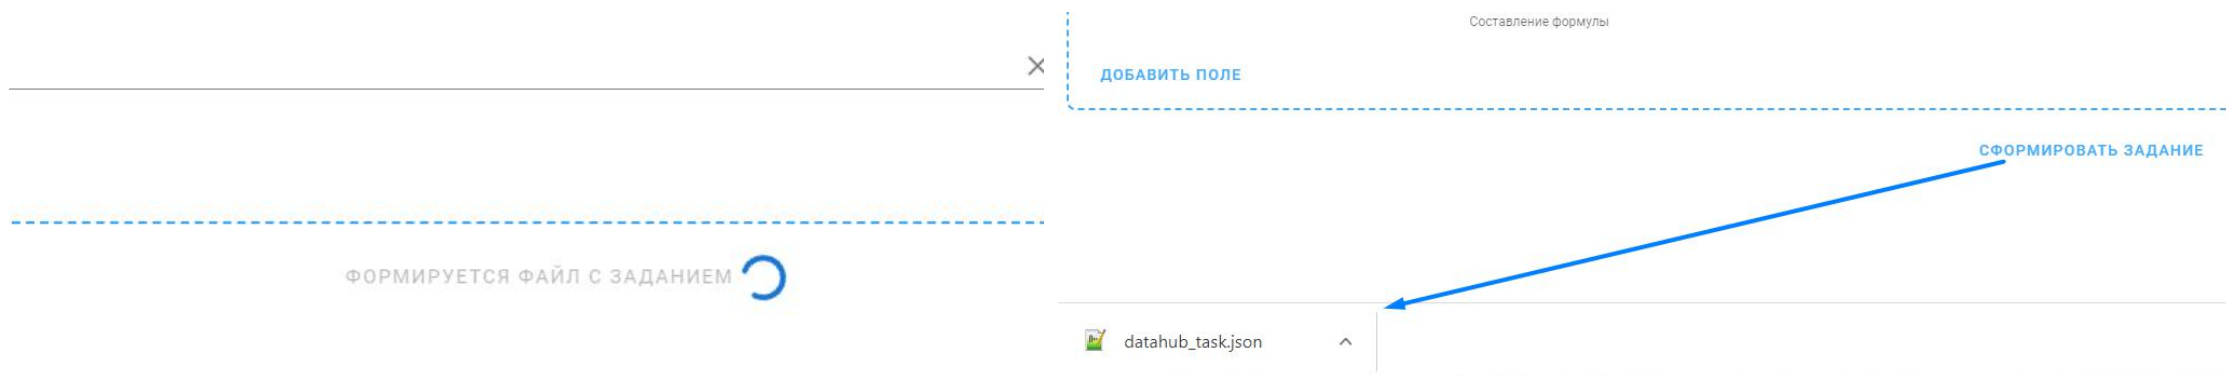 ФОРМИРУЕТСЯ ФАЙЛ С ЗАДАНИЕМ
Составление формулы
ДОБАВИТЬ ПОЛЕ
СФОРМИРОВАТЬ ЗАДАНИЕ
datahub_task.json